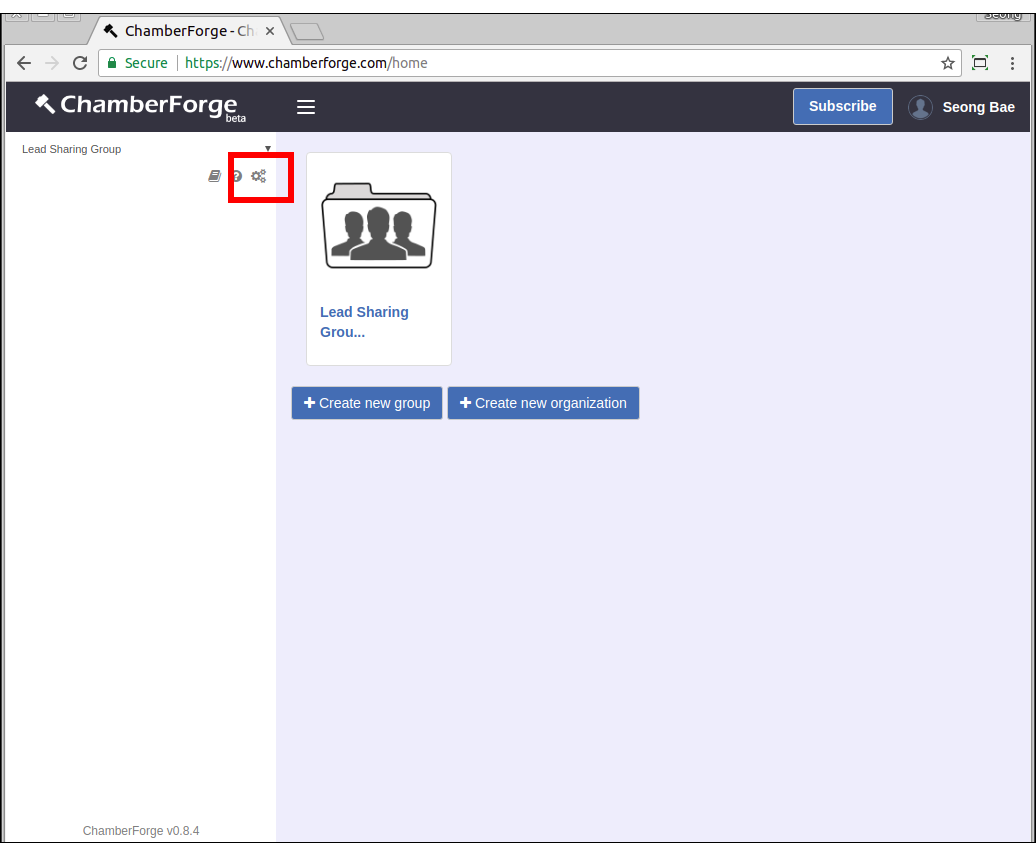 Seong
ChamberForge - Ch
Secure
https://www.chamberforge.com/home
ChamberForge
beta
Subscribe
Seong Bae
Lead Sharing Group
Lead Sharing
Grou...
Create new group
Create new organization
ChamberForge v0.8.4